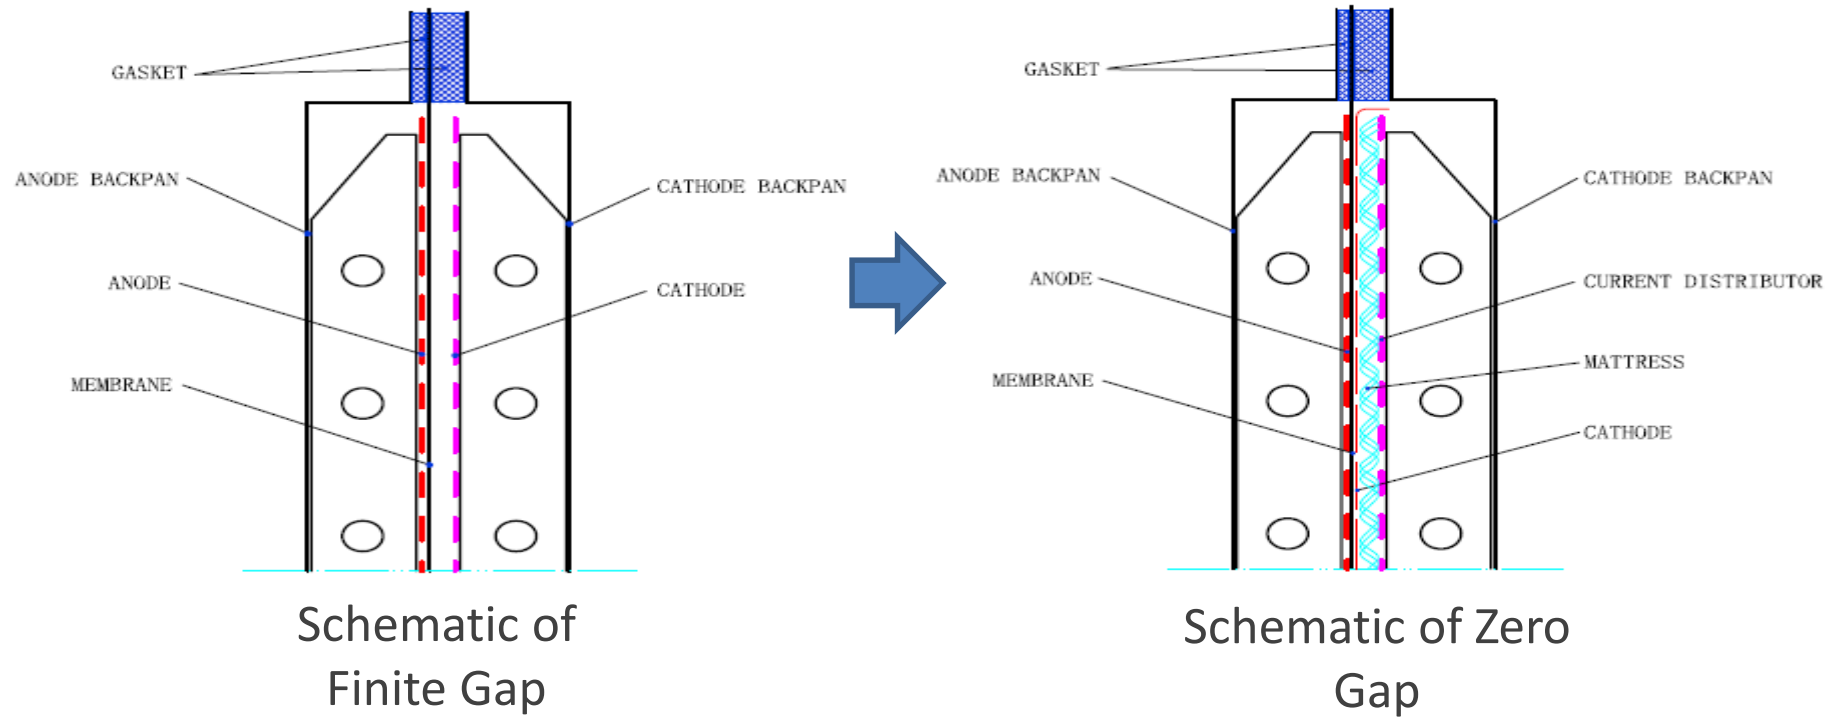 GASKET
ANODE BACKPAN
CATHODE BACKPAN
ANODE
CATHODE
MEMBRANE
Schematic of
Finite Gap
GASKET
ANODE BACKPAN
CATHODE BACKPAN
ANODE
CURRENT DISTRIBUTOR
MATTRESS
MEMBRANE
CATHODE
Schematic of Zero
Gap